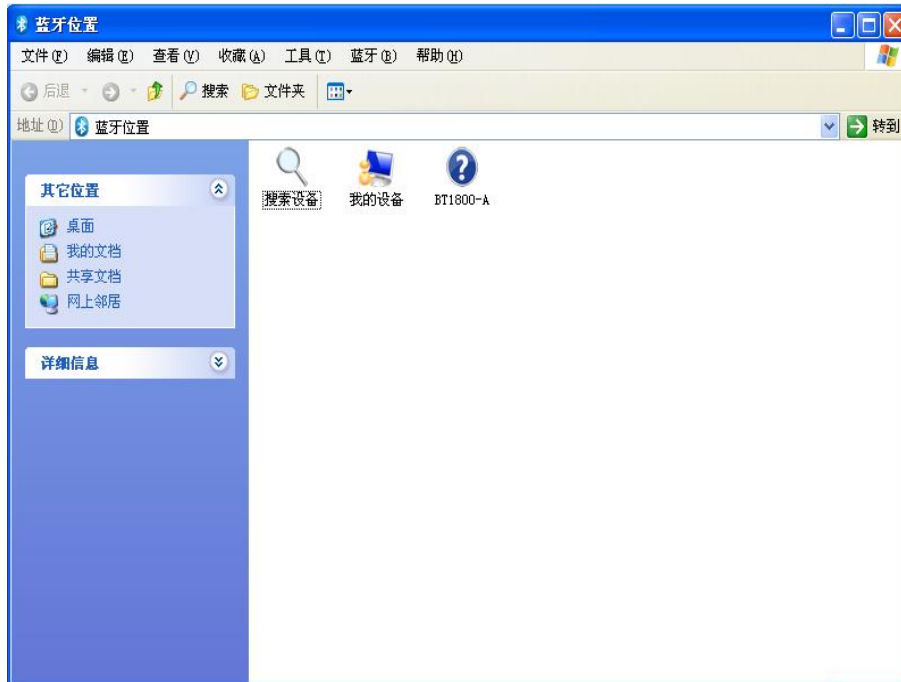 蓝牙位置
文件(F) 编辑(E) 查看(V) 收藏(A) 工具(T) 蓝牙(B) 帮助(H)
后退 搜索 文件夹
地址(D) 蓝牙位置 转到
其它位置
桌面
我的文档
共享文档
网上邻居
详细信息
搜索设备 我的设备 BT1800-A